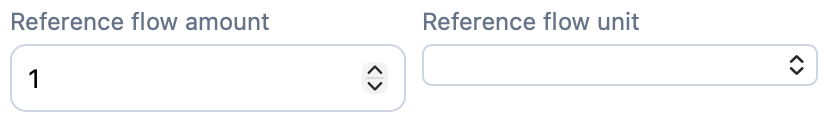 Reference flow amount
Reference flow unit
1